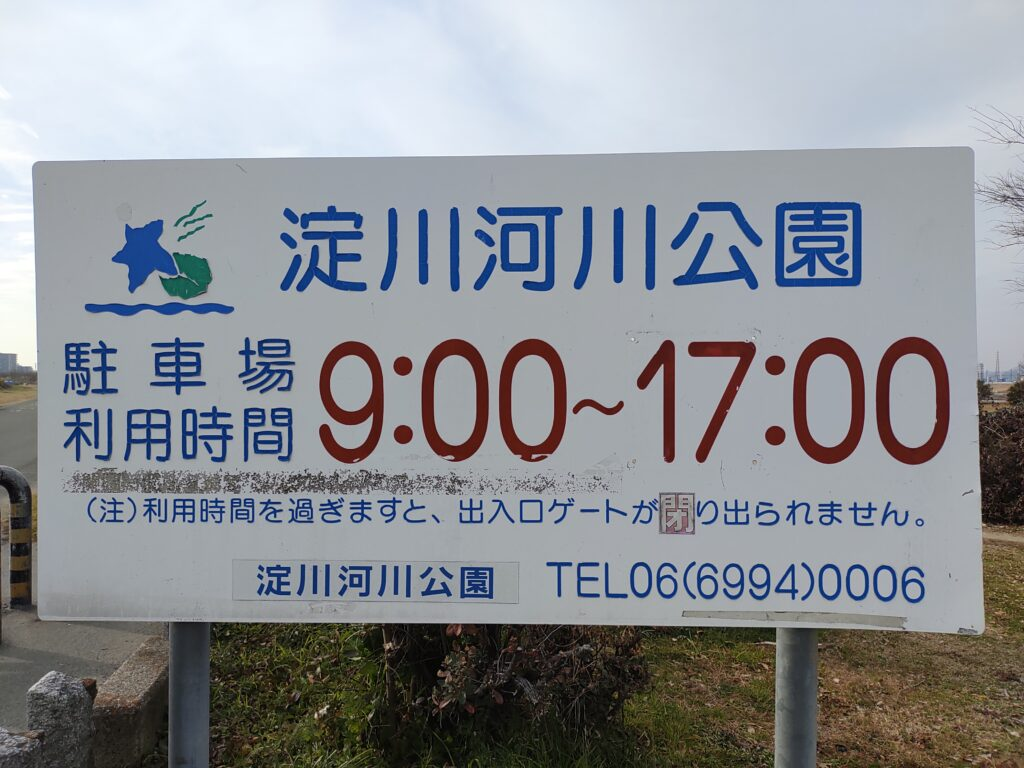 淀川河川公園
駐車場
利用時間
9:00~17:00
(注)利用時間を過ぎますと、出入口ゲートが閉り出られません。
淀川河川公園
TEL06(6994)0006